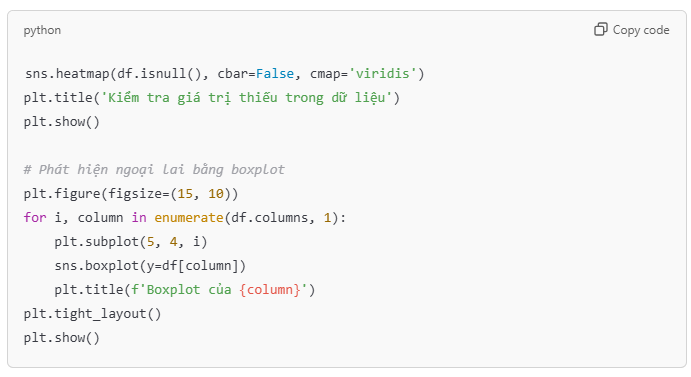 python
Copy code
sns.heatmap(df.isnull(), cbar=False, cmap='viridis')
plt.title('Kiểm tra giá trị thiếu trong dữ liệu')
plt.show()
# Phát hiện ngoại lai bằng boxplot
plt.figure(figsize=(15, 10))
for i, column in enumerate(df.columns, 1):
    plt.subplot(5, 4, i)
    sns.boxplot(y=df[column])
    plt.title(f'Boxplot của {column}')
plt.tight_layout()
plt.show()